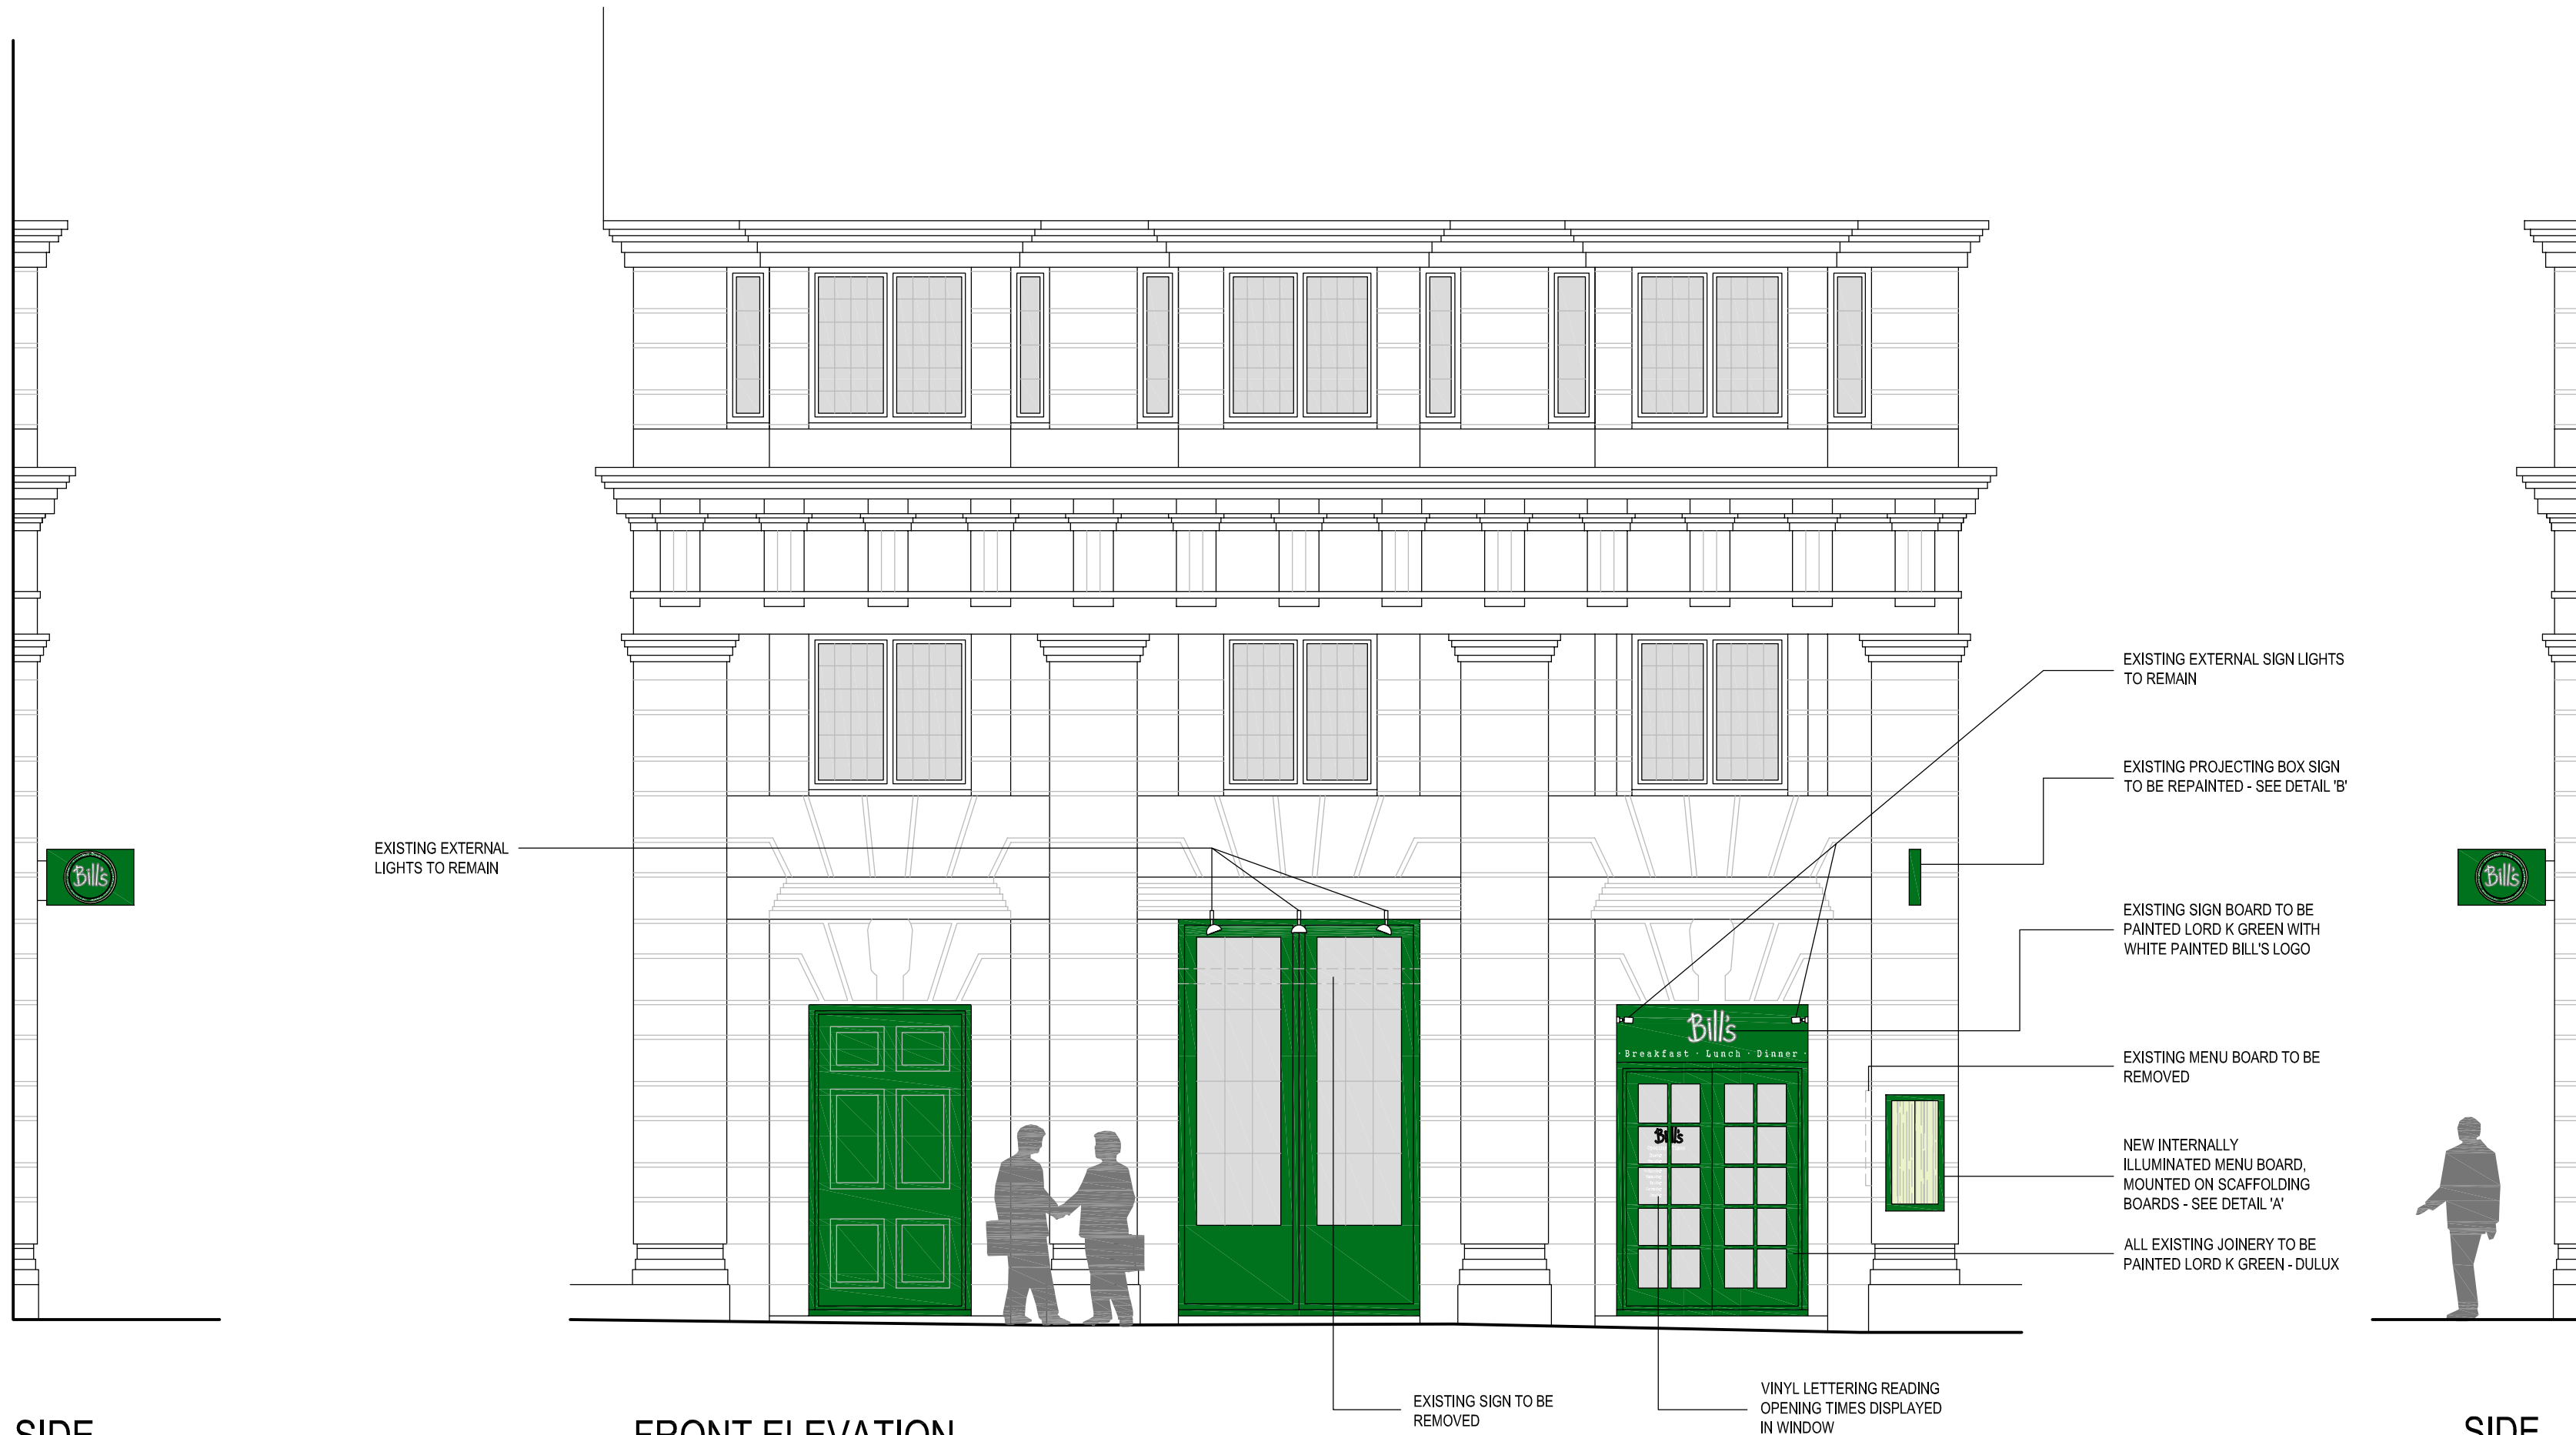 EXISTING EXTERNAL SIGN LIGHTS
TO REMAIN
EXISTING PROJECTING BOX SIGN
TO BE REPAINTED - SEE DETAIL 'B'
EXISTING EXTERNAL
LIGHTS TO REMAIN
Bill's
Bill's
EXISTING SIGN BOARD TO BE
PAINTED LORD K GREEN WITH
WHITE PAINTED BILL'S LOGO
Bill's
· Breakfast · Lunch · Dinner ·
EXISTING MENU BOARD TO BE
REMOVED
Bill's
NEW INTERNALLY
ILLUMINATED MENU BOARD,
MOUNTED ON SCAFFOLDING
BOARDS - SEE DETAIL 'A'
ALL EXISTING JOINERY TO BE
PAINTED LORD K GREEN - DULUX
EXISTING SIGN TO BE
REMOVED
VINYL LETTERING READING
OPENING TIMES DISPLAYED
IN WINDOW
SIDE
FRONT ELEVATION
SIDE